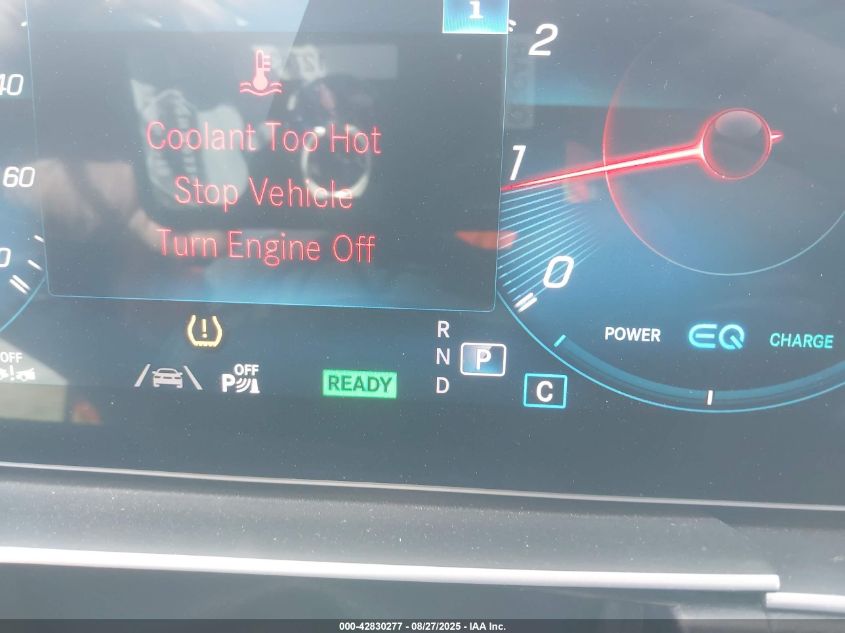 i
2
40
Coolant Too Hot
1
60
Stop Vehicle
Turn Engine Off
0
0
R
POWER EQ CHARGE
OFF
N P
OFF
P
READY
D
C
000-42830277 - 08/27/2025 - IAA Inc.